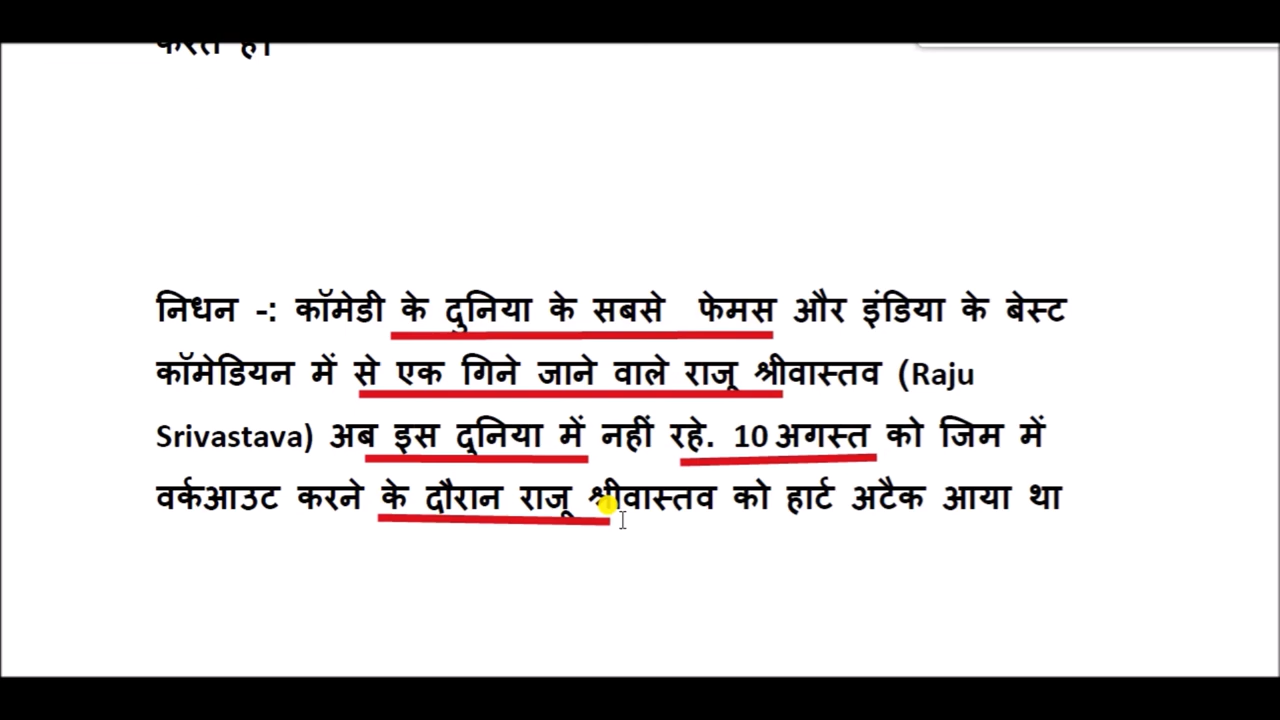 करते हैं।
निधन -: कॉमेडी के दुनिया के सबसे फेमस और इंडिया के बेस्ट
कॉमेडियन में से एक गिने जाने वाले राजू श्रीवास्तव (Raju
Srivastava) अब इस दुनिया में नहीं रहे. 10 अगस्त को जिम में
वर्कआउट करने के दौरान राजू श्रीवास्तव को हार्ट अटैक आया था